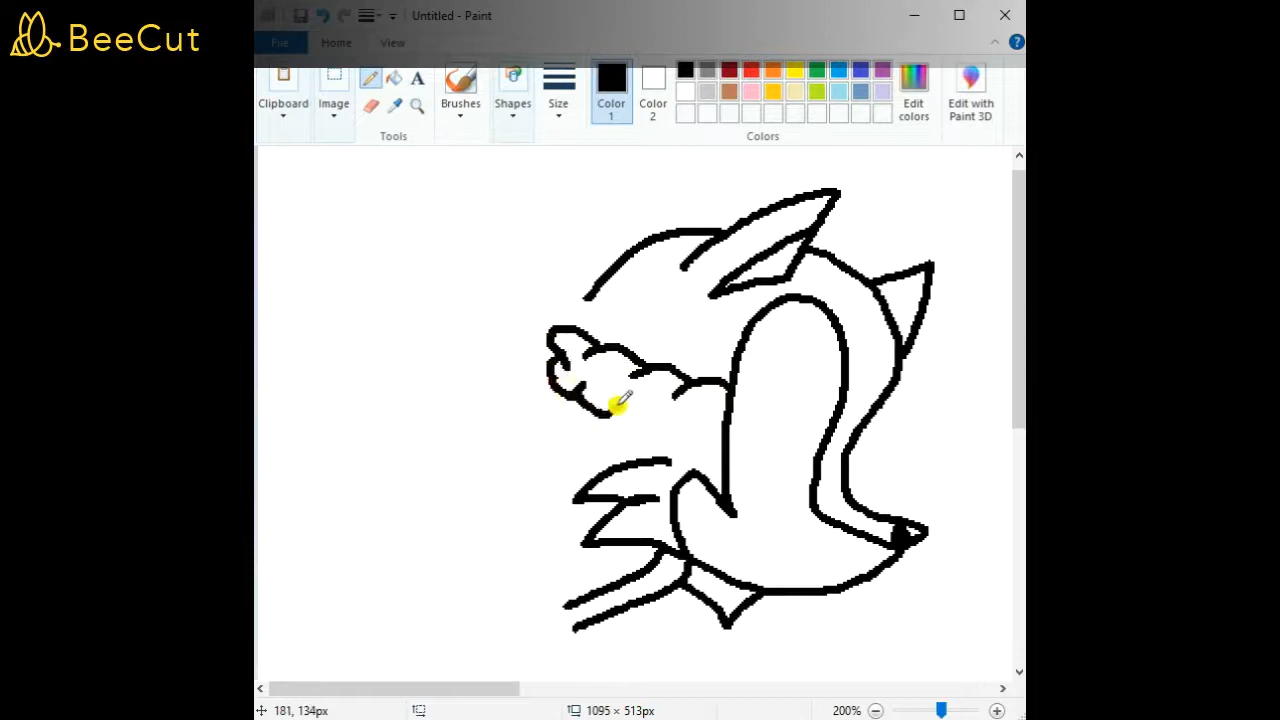 BeeCut
Untitled - Paint
File Home View
Clipboard Image Tools Brushes Shapes Size Color 1 Color 2 Colors Edit colors Edit with Paint 3D
181, 134px 1095 × 513px 200%